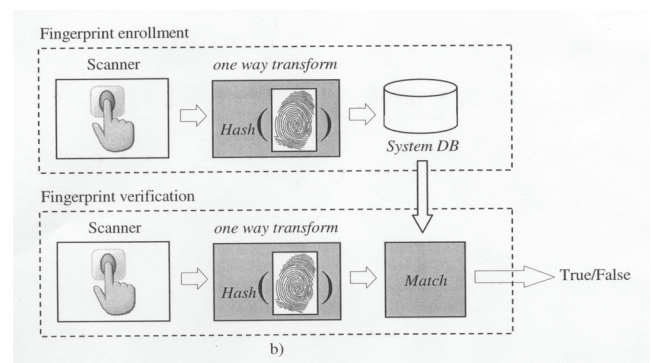 Fingerprint enrollment
Scanner
one way transform
Hash( )
System DB
Fingerprint verification
Scanner
one way transform
Hash( )
Match
True/False
b)